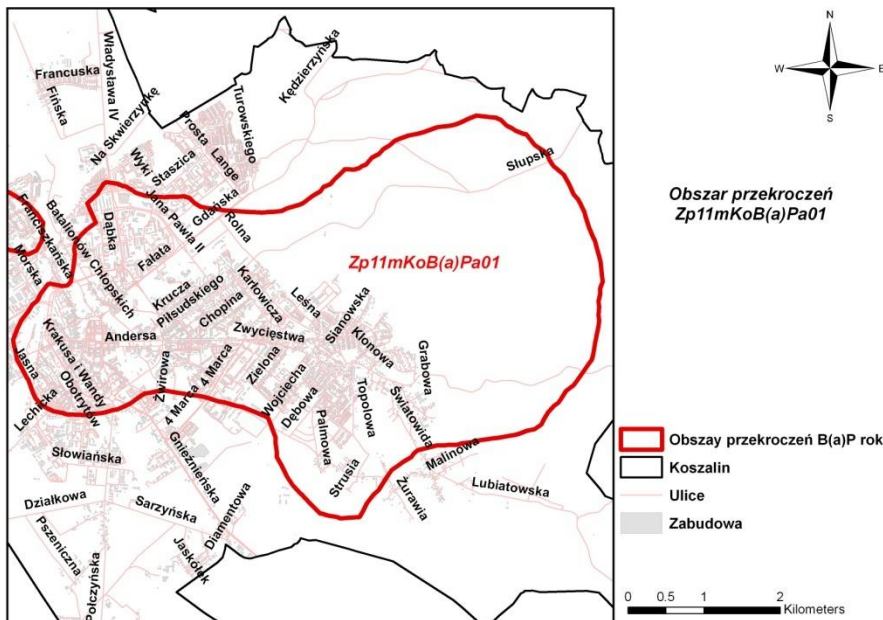 N
W
E
S
Obszar przekroczeń
Zp11mKoB(a)Pa01
Francuska
Fińska
Władysława IV
Na Skwierzynkę
Kędzierzyńska
Turowskiego
Prosta
Lange
Staszica
Wyki
Słupska
Gdańska
Rolna
Jana Pawła II
Dąbka
Franciszkańska
Morska
Batalionów Chłopskich
Fałata
Zp11mKoB(a)Pa01
Krucza
Piłsudskiego
Chopina
Karłowicza
Leśna
Sianowska
Klonowa
Grabowa
Zwycięstwa
Andersa
Krakusa i Wandy
Jasna
Obotrytów
Lechicka
Żwirowa
4 Marca
4 Marca
Zielona
Wojciecha
Dębowa
Palmowa
Topolowa
Światowida
Malinowa
Strusia
Żurawia
Lubiatowska
Słowiańska
Gnieźnieńska
Działkowa
Sarzyńska
Diamentowa
Jaskółek
Pszeniczna
Połczyńska
Obszay przekroczeń B(a)P rok
Koszalin
Ulice
Zabudowa
0 0.5 1 2
Kilometers